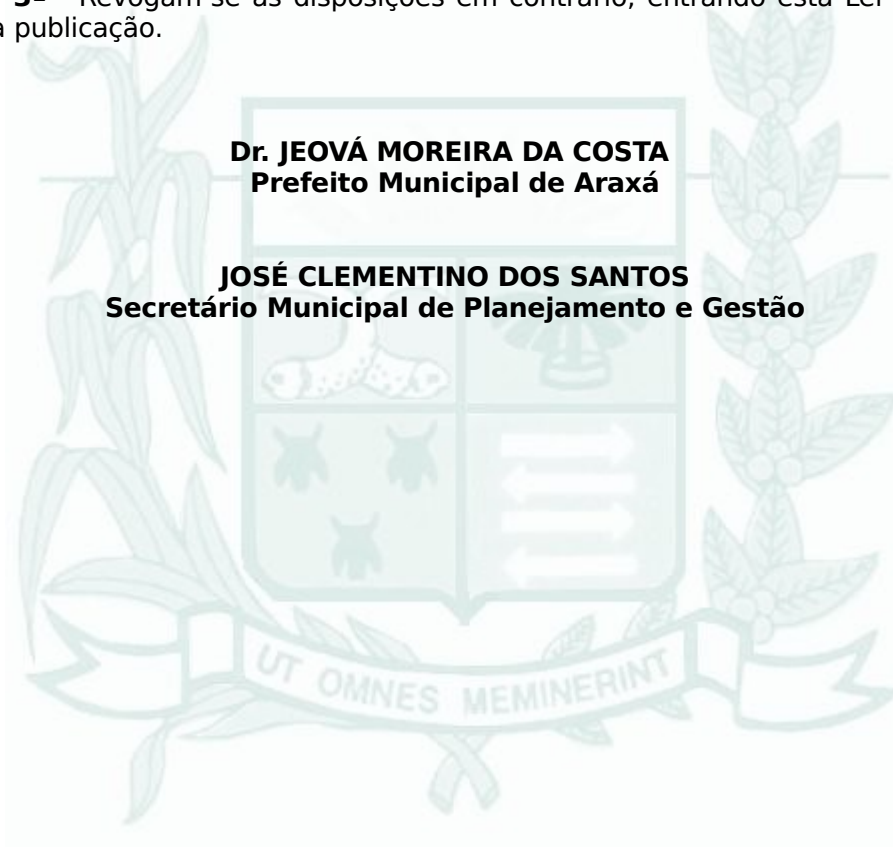 3º Revogam-se as disposições em contrário, entrando esta Lei
a publicação.
Dr. JEOVÁ MOREIRA DA COSTA
Prefeito Municipal de Araxá
JOSÉ CLEMENTINO DOS SANTOS
Secretário Municipal de Planejamento e Gestão
UT OMNES MEMINERINT